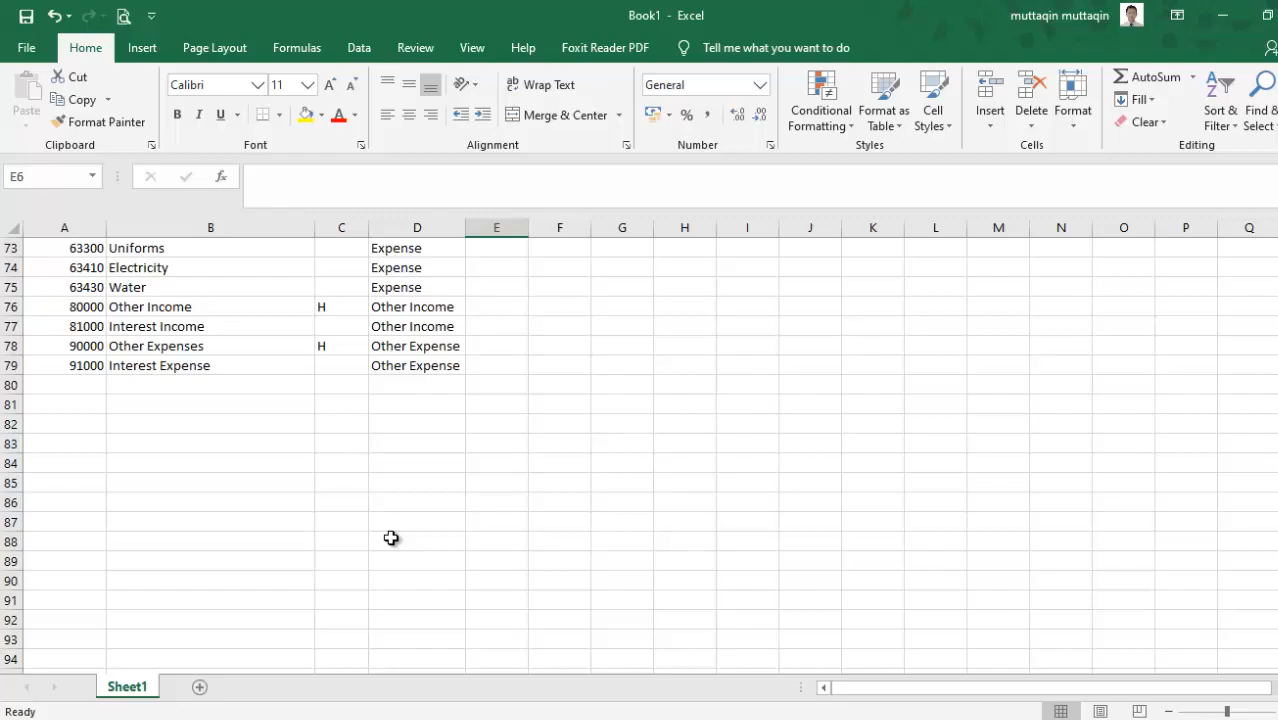 Book1 - Excel
muttaqin muttaqin
File Home Insert Page Layout Formulas Data Review View Help Foxit Reader PDF Tell me what you want to do
Paste
Cut
Copy
Format Painter
Clipboard
Calibri 11 A A
B I U A
Font
Wrap Text
Merge & Center
Alignment
General
% ,
Number
Conditional Formatting
Format as Table
Cell Styles
Styles
Insert
Delete
Format
Cells
AutoSum
Fill
Clear
Sort & Filter
Find & Select
Editing
E6 fx
A B C D E F G H I J K L M N O P Q
73 63300 Uniforms Expense
74 63410 Electricity Expense
75 63430 Water Expense
76 80000 Other Income H Other Income
77 81000 Interest Income Other Income
78 90000 Other Expenses H Other Expense
79 91000 Interest Expense Other Expense
80
81
82
83
84
85
86
87
88
89
90
91
92
93
94
Sheet1
Ready